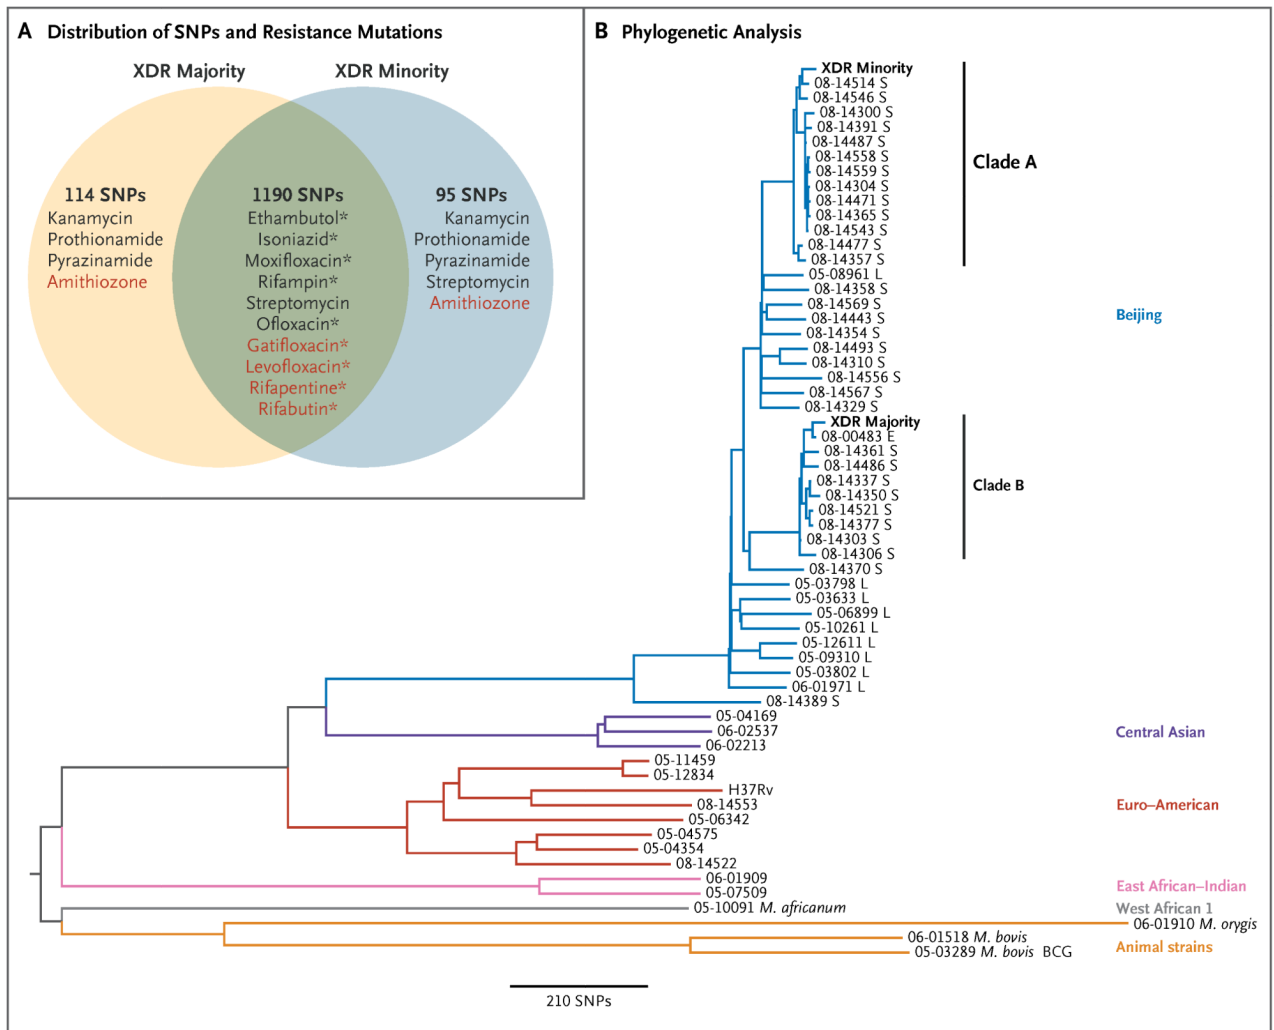 A Distribution of SNPs and Resistance Mutations
XDR Majority
XDR Minority
114 SNPs
Kanamycin
Prothionamide
Pyrazinamide
Amithiozone
1190 SNPs
Ethambutol*
Isoniazid*
Moxifloxacin*
Rifampin*
Streptomycin
Ofloxacin*
Gatifloxacin*
Levofloxacin*
Rifapentine*
Rifabutin*
95 SNPs
Kanamycin
Prothionamide
Pyrazinamide
Streptomycin
Amithiozone
B Phylogenetic Analysis
XDR Minority
08-14514 S
08-14546 S
08-14300 S
08-14391 S
08-14487 S
08-14558 S
08-14559 S
08-14304 S
08-14471 S
08-14365 S
08-14543 S
08-14477 S
08-14357 S
Clade A
05-08961 L
08-14358 S
08-14569 S
08-14443 S
08-14354 S
08-14493 S
08-14310 S
08-14556 S
08-14567 S
08-14329 S
Beijing
XDR Majority
08-00483 E
08-14361 S
08-14486 S
08-14337 S
08-14350 S
08-14521 S
08-14377 S
08-14303 S
08-14306 S
Clade B
08-14370 S
05-03798 L
05-03633 L
05-06899 L
05-10261 L
05-12611 L
05-09310 L
05-03802 L
06-01971 L
08-14389 S
05-04169
06-02537
06-02213
Central Asian
05-11459
05-12834
H37Rv
08-14553
05-06342
05-04575
05-04354
08-14522
Euro–American
06-01909
05-07509
East African–Indian
05-10091 M. africanum
West African 1
06-01910 M. orygis
06-01518 M. bovis
05-03289 M. bovis BCG
Animal strains
210 SNPs